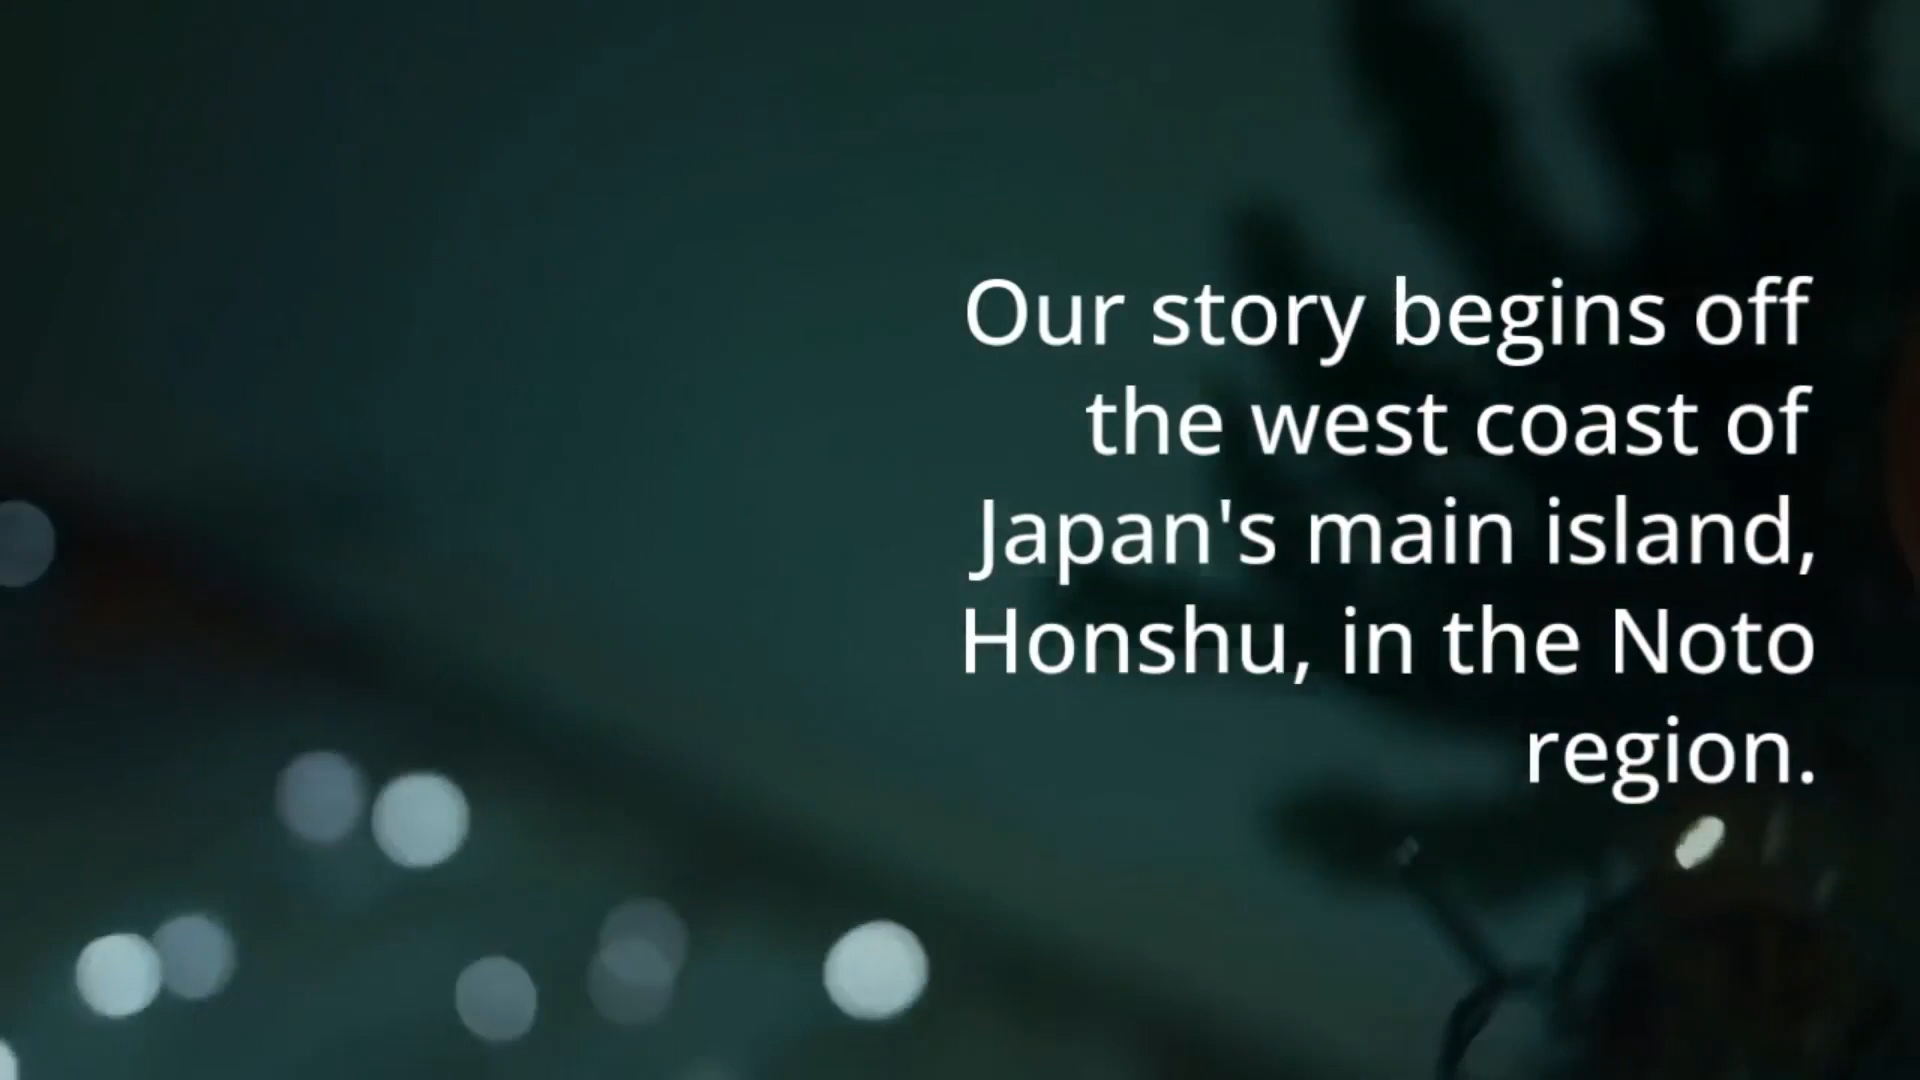 Our story begins off
the west coast of
Japan's main island,
Honshu, in the Noto
region.